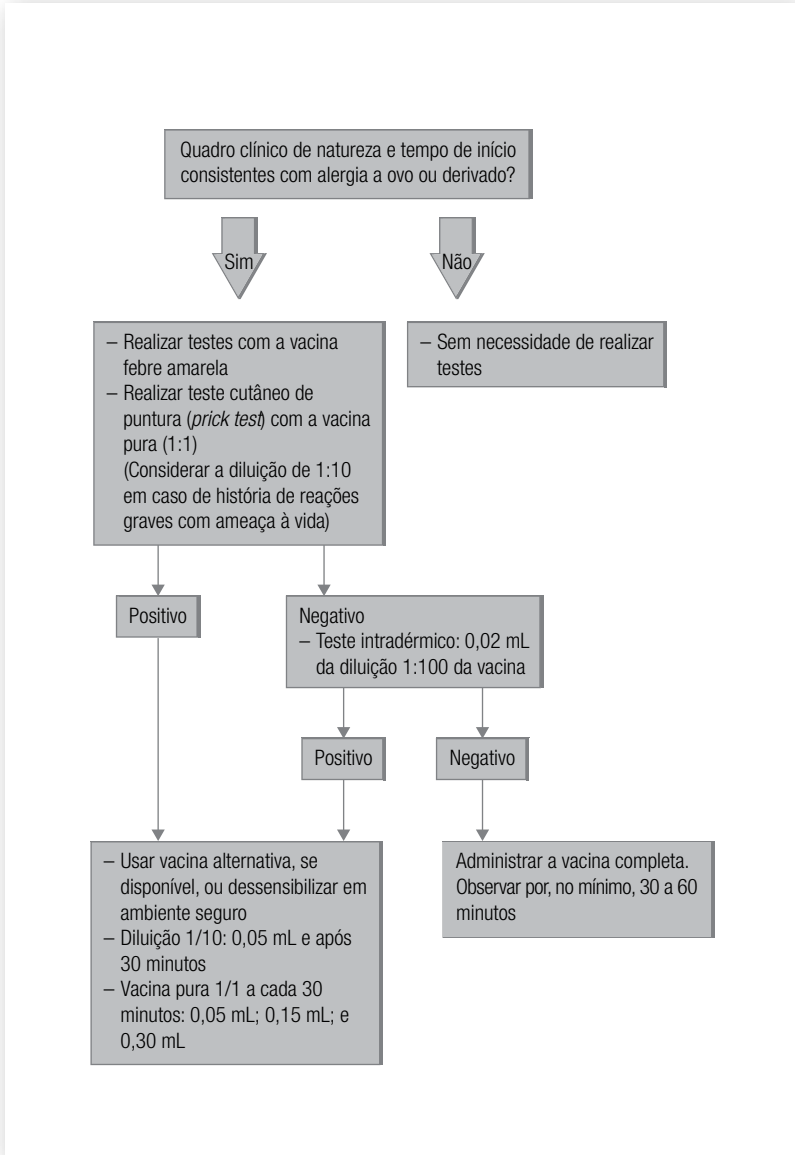 Quadro clínico de natureza e tempo de início
consistentes com alergia a ovo ou derivado?
Sim
Não
– Realizar testes com a vacina
febre amarela
– Realizar teste cutâneo de
puntura (prick test) com a vacina
pura (1:1)
(Considerar a diluição de 1:10
em caso de história de reações
graves com ameaça à vida)
– Sem necessidade de realizar
testes
Positivo
Negativo
– Teste intradérmico: 0,02 mL
da diluição 1:100 da vacina
Positivo
Negativo
– Usar vacina alternativa, se
disponível, ou dessensibilizar em
ambiente seguro
– Diluição 1/10: 0,05 mL e após
30 minutos
– Vacina pura 1/1 a cada 30
minutos: 0,05 mL; 0,15 mL; e
0,30 mL
Administrar a vacina completa.
Observar por, no mínimo, 30 a 60
minutos